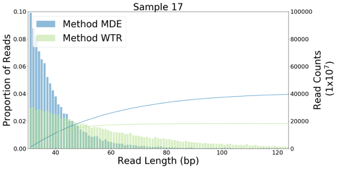 Sample 17
0.10
0.08
0.06
0.04
0.02
0.00
Proportion of Reads
Method MDE
Method WTR
100000
80000
60000
40000
20000
0
Read Counts
(1x10⁷)
40
60
80
100
120
Read Length (bp)